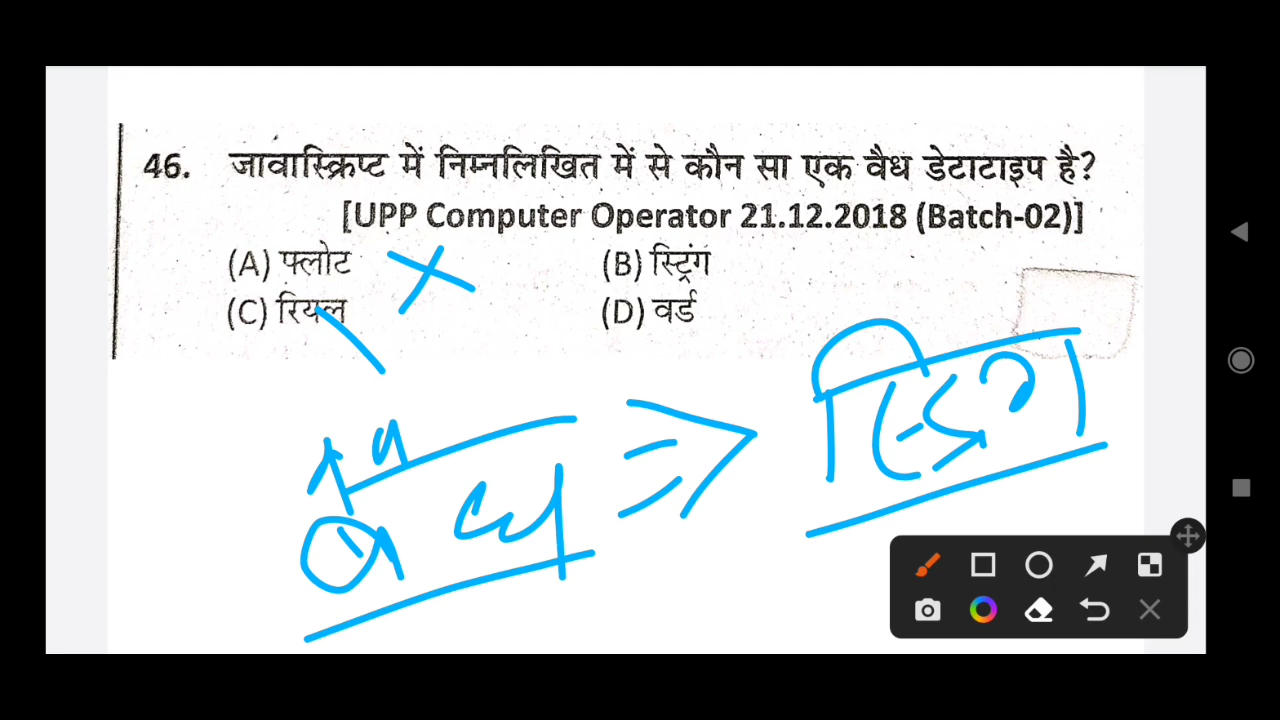 46. जावास्क्रिप्ट में निम्नलिखित में से कौन सा एक वैध डेटाटाइप है?
[UPP Computer Operator 21.12.2018 (Batch-02)]
(A) फ्लोट (B) स्ट्रिंग
(C) रियल (D) वर्ड
वैध ⇒ स्ट्रिंग